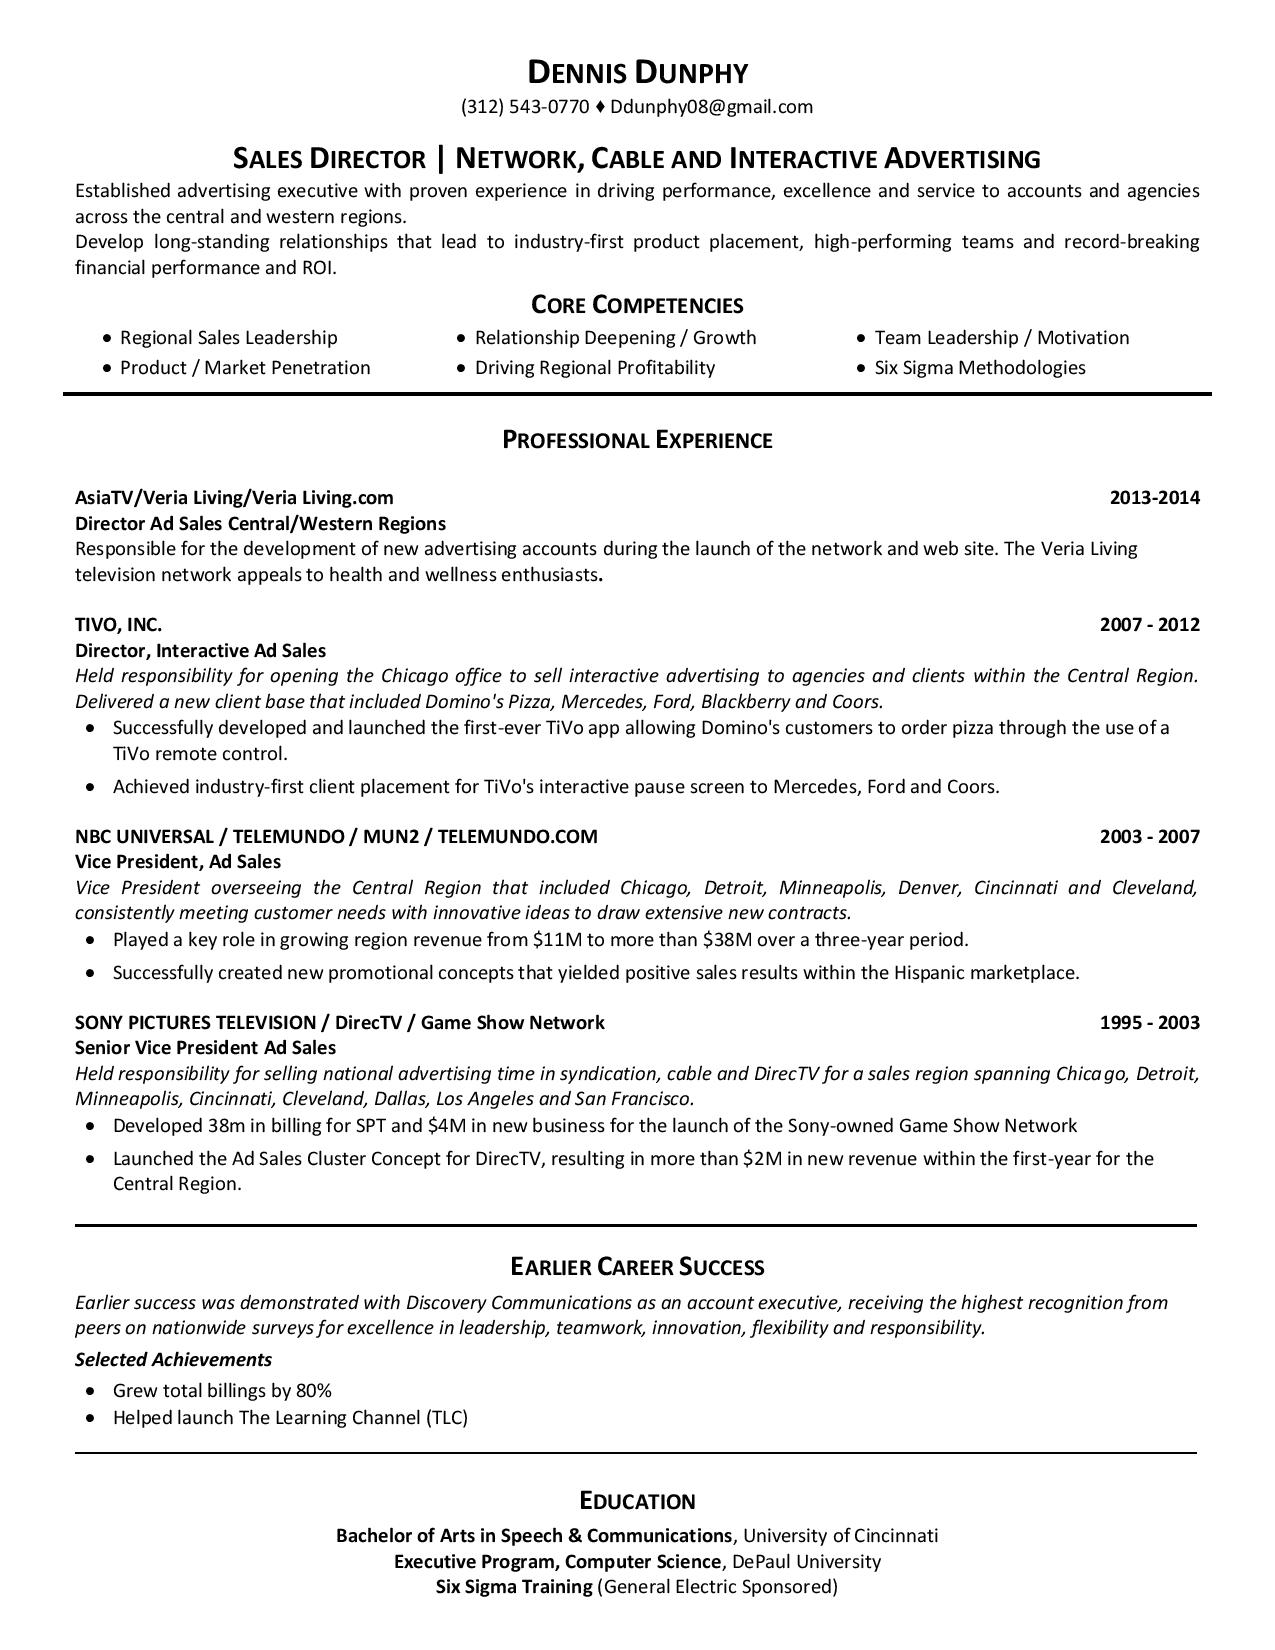 DENNIS DUNPHY
(312) 543-0770 ♦ Ddunphy08@gmail.com
SALES DIRECTOR | NETWORK, CABLE AND INTERACTIVE ADVERTISING
Established advertising executive with proven experience in driving performance, excellence and service to accounts and agencies
across the central and western regions.
Develop long-standing relationships that lead to industry-first product placement, high-performing teams and record-breaking
financial performance and ROI.
CORE COMPETENCIES
• Regional Sales Leadership • Relationship Deepening / Growth • Team Leadership / Motivation
• Product / Market Penetration • Driving Regional Profitability • Six Sigma Methodologies
PROFESSIONAL EXPERIENCE
AsiaTV/Veria Living/Veria Living.com 2013-2014
Director Ad Sales Central/Western Regions
Responsible for the development of new advertising accounts during the launch of the network and web site. The Veria Living
television network appeals to health and wellness enthusiasts.
TIVO, INC. 2007 - 2012
Director, Interactive Ad Sales
Held responsibility for opening the Chicago office to sell interactive advertising to agencies and clients within the Central Region.
Delivered a new client base that included Domino's Pizza, Mercedes, Ford, Blackberry and Coors.
• Successfully developed and launched the first-ever TiVo app allowing Domino's customers to order pizza through the use of a
TiVo remote control.
• Achieved industry-first client placement for TiVo's interactive pause screen to Mercedes, Ford and Coors.
NBC UNIVERSAL / TELEMUNDO / MUN2 / TELEMUNDO.COM 2003 - 2007
Vice President, Ad Sales
Vice President overseeing the Central Region that included Chicago, Detroit, Minneapolis, Denver, Cincinnati and Cleveland,
consistently meeting customer needs with innovative ideas to draw extensive new contracts.
• Played a key role in growing region revenue from $11M to more than $38M over a three-year period.
• Successfully created new promotional concepts that yielded positive sales results within the Hispanic marketplace.
SONY PICTURES TELEVISION / DirecTV / Game Show Network 1995 - 2003
Senior Vice President Ad Sales
Held responsibility for selling national advertising time in syndication, cable and DirecTV for a sales region spanning Chicago, Detroit,
Minneapolis, Cincinnati, Cleveland, Dallas, Los Angeles and San Francisco.
• Developed 38m in billing for SPT and $4M in new business for the launch of the Sony-owned Game Show Network
• Launched the Ad Sales Cluster Concept for DirecTV, resulting in more than $2M in new revenue within the first-year for the
Central Region.
EARLIER CAREER SUCCESS
Earlier success was demonstrated with Discovery Communications as an account executive, receiving the highest recognition from
peers on nationwide surveys for excellence in leadership, teamwork, innovation, flexibility and responsibility.
Selected Achievements
• Grew total billings by 80%
• Helped launch The Learning Channel (TLC)
EDUCATION
Bachelor of Arts in Speech & Communications, University of Cincinnati
Executive Program, Computer Science, DePaul University
Six Sigma Training (General Electric Sponsored)